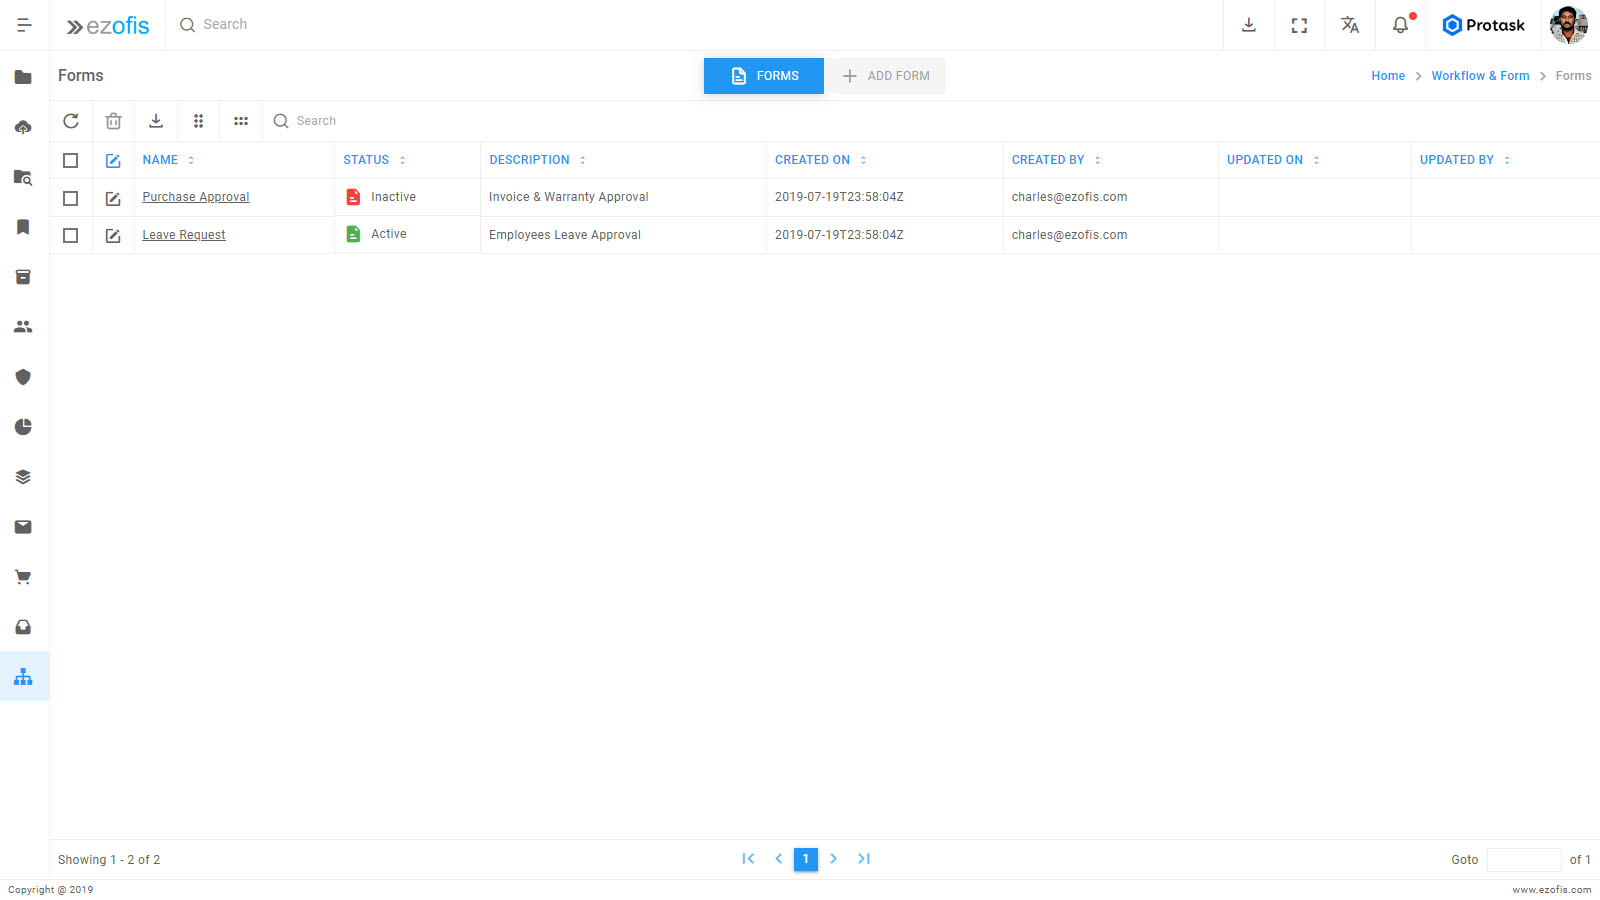 ezofis Search Protask
Forms FORMS ADD FORM Home Workflow & Form Forms
Search
NAME STATUS DESCRIPTION CREATED ON CREATED BY UPDATED ON UPDATED BY
Purchase Approval Inactive Invoice & Warranty Approval 2019-07-19T23:58:04Z charles@ezofis.com
Leave Request Active Employees Leave Approval 2019-07-19T23:58:04Z charles@ezofis.com
Showing 1 - 2 of 2 1 Goto of 1
Copyright @ 2019 www.ezofis.com